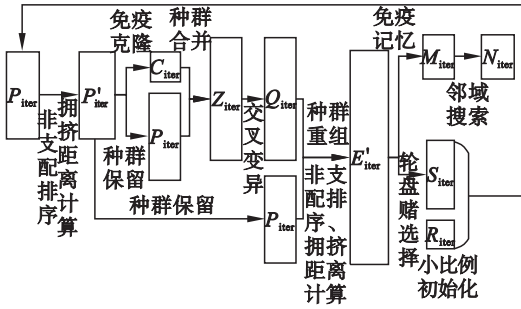 免疫
克隆
种群
合并
免疫
记忆
P_iter
P'_iter
C_iter
P_iter
Z_iter
Q_iter
E'_iter
M_iter
N_iter
非支配排序
拥挤距离计算
种群
保留
交叉变异
种群
重组
邻域
搜索
种群保留
P_iter
非支
配排
序、
拥挤
距离
计算
轮盘赌选择
S_iter
R_iter
小比例
初始化